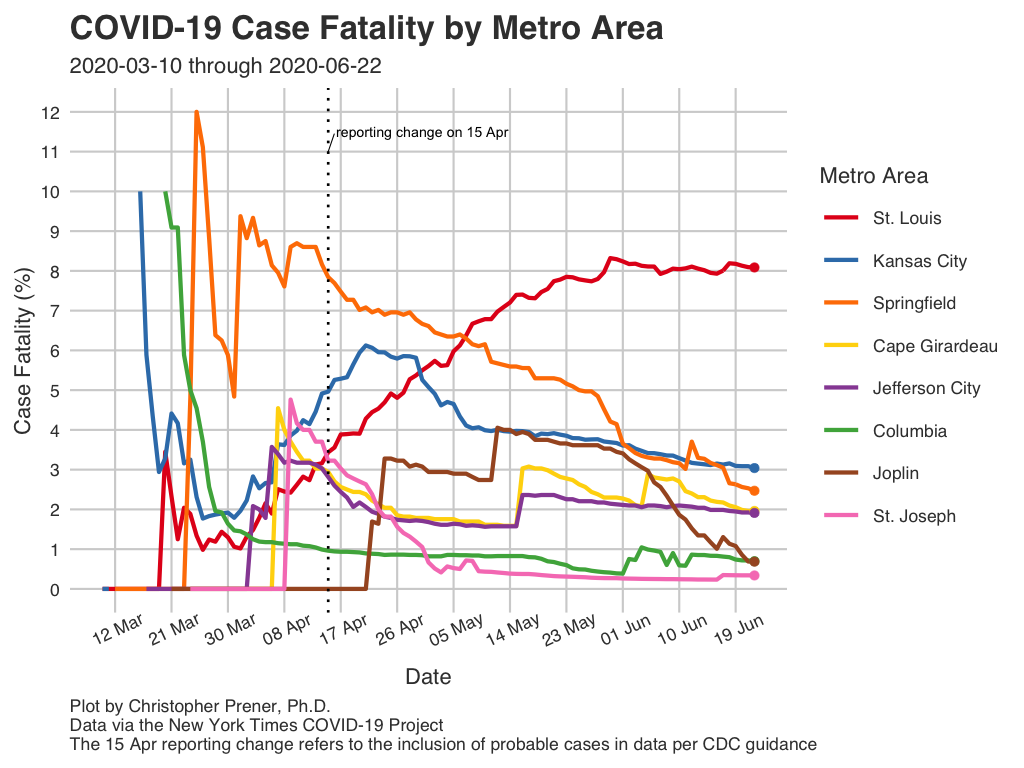 COVID-19 Case Fatality by Metro Area
2020-03-10 through 2020-06-22
Case Fatality (%)
12
11
10
9
8
7
6
5
4
3
2
1
0
reporting change on 15 Apr
12 Mar
21 Mar
30 Mar
08 Apr
17 Apr
26 Apr
05 May
14 May
23 May
01 Jun
10 Jun
19 Jun
Date
Metro Area
St. Louis
Kansas City
Springfield
Cape Girardeau
Jefferson City
Columbia
Joplin
St. Joseph
Plot by Christopher Prener, Ph.D.
Data via the New York Times COVID-19 Project
The 15 Apr reporting change refers to the inclusion of probable cases in data per CDC guidance